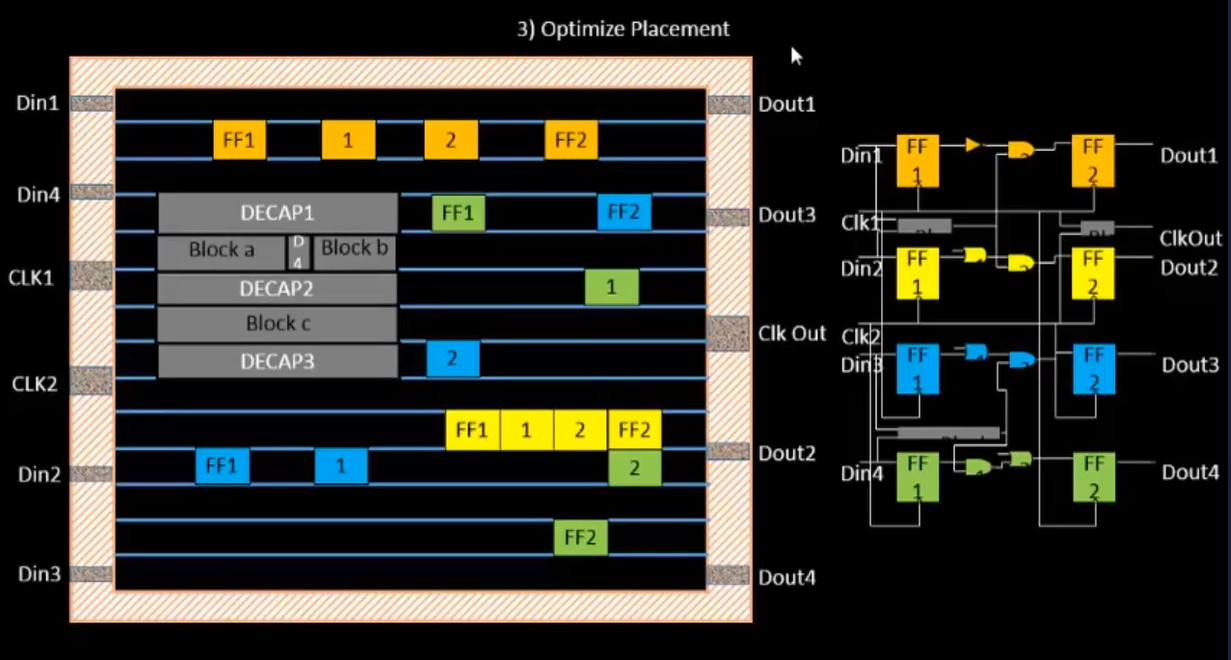 3) Optimize Placement
Din1
Dout1
FF1 1 2 FF2
Din4
DECAP1
FF1 FF2
Dout3
Block a D 4 Block b
CLK1
DECAP2
1
Block c
Clk Out
DECAP3
2
CLK2
FF1 1 2 FF2
Dout2
Din2
FF1 1
2
FF2
Din3
Dout4
Din1 FF 1 FF 2 Dout1
Clk1
ClkOut
Din2 FF 1 FF 2 Dout2
Clk2
Din3 FF 1 FF 2 Dout3
Din4 FF 1 FF 2 Dout4